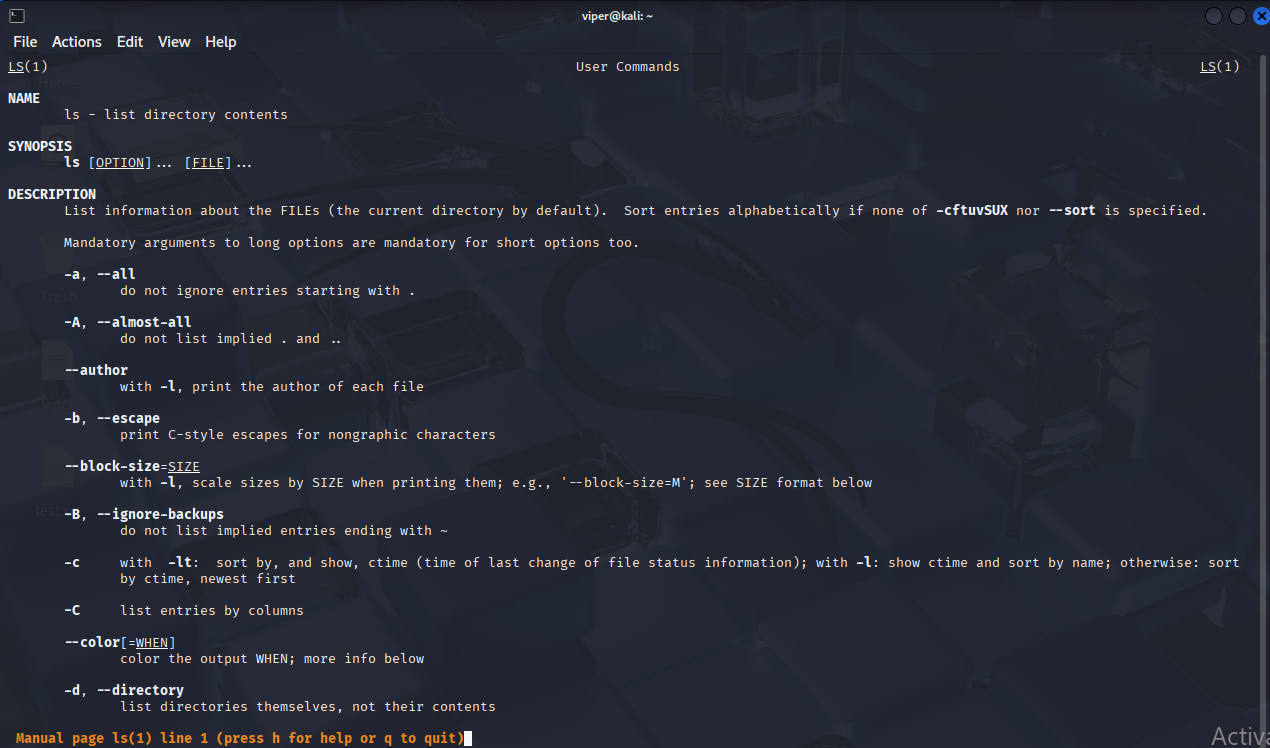 viper@kali: ~
File Actions Edit View Help
LS(1) User Commands LS(1)
NAME
ls - list directory contents
SYNOPSIS
ls [OPTION]... [FILE]...
DESCRIPTION
List information about the FILEs (the current directory by default). Sort entries alphabetically if none of -cftuvSUX nor --sort is specified.
Mandatory arguments to long options are mandatory for short options too.
-a, --all
do not ignore entries starting with .
-A, --almost-all
do not list implied . and ..
--author
with -l, print the author of each file
-b, --escape
print C-style escapes for nongraphic characters
--block-size=SIZE
with -l, scale sizes by SIZE when printing them; e.g., '--block-size=M'; see SIZE format below
-B, --ignore-backups
do not list implied entries ending with ~
-c with -lt: sort by, and show, ctime (time of last change of file status information); with -l: show ctime and sort by name; otherwise: sort
by ctime, newest first
-C list entries by columns
--color[=WHEN]
color the output WHEN; more info below
-d, --directory
list directories themselves, not their contents
Manual page ls(1) line 1 (press h for help or q to quit)
Home
Trash
viper